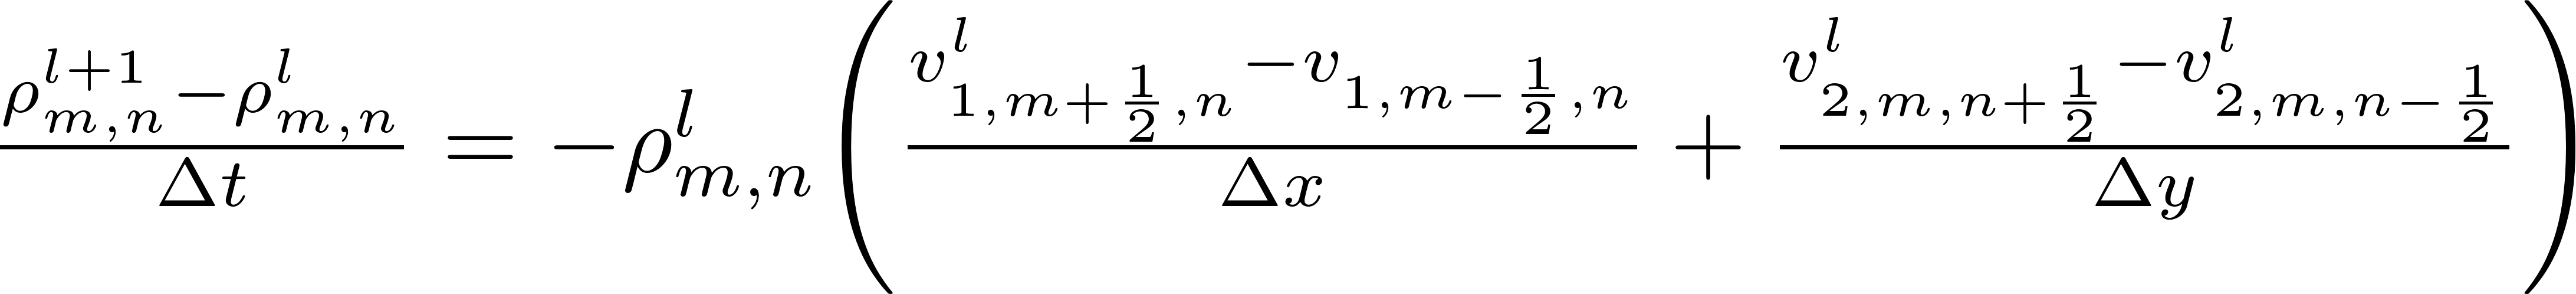 \frac{\rho_{m,n}^{l+1}-\rho_{m,n}^{l}}{\Delta t} = -\rho_{m,n}^{l}\left(\frac{v_{1,m+\frac{1}{2},n}^{l}-v_{1,m-\frac{1}{2},n}}{\Delta x}+\frac{v_{2,m,n+\frac{1}{2}}^{l}-v_{2,m,n-\frac{1}{2}}^{l}}{\Delta y}\right)